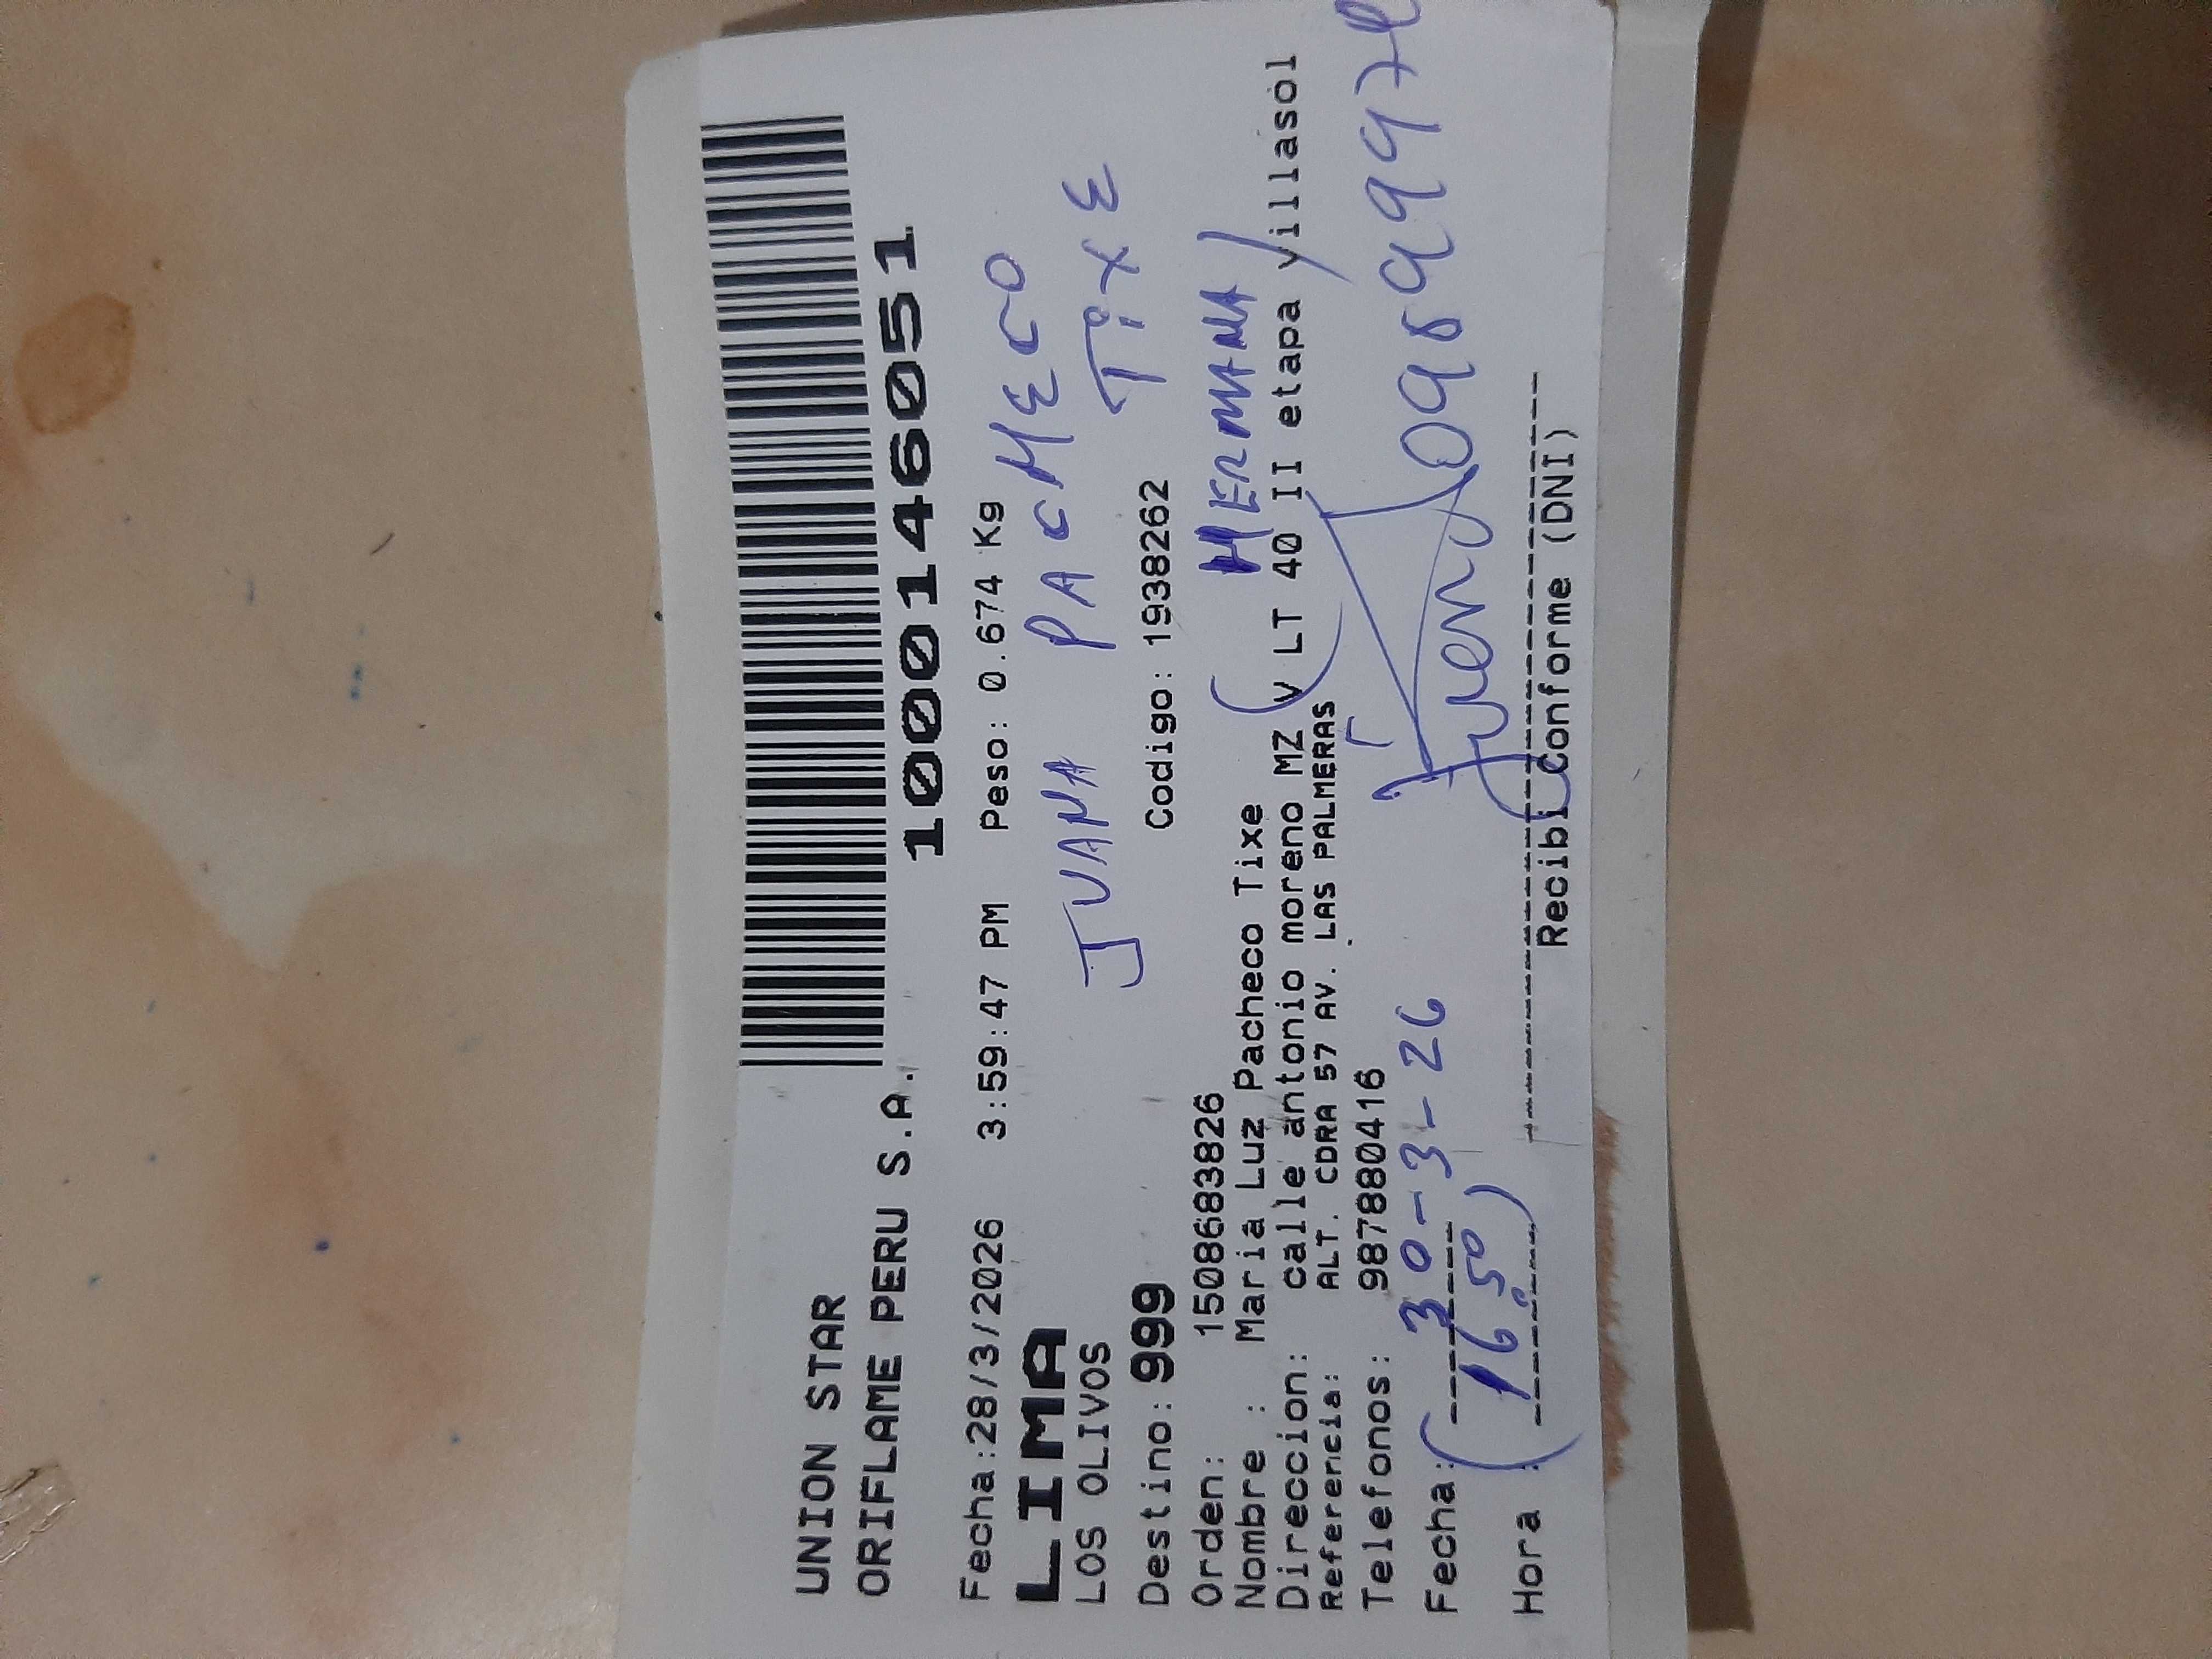 UNION STAR
ORIFLAME PERU S.A.
1000146051
Fecha:28/3/2026 3:59:47 PM Peso: 0.674 Kg
LIMA
LOS OLIVOS
JUANA PACHECO
TiXE
Destino: 999 Codigo: 1938262
Orden: 1508683826
(HERMANA)
Nombre : Maria Luz Pacheco Tixe
Direccion: calle antonio moreno MZ V LT 40 II etapa villasol
Referencia: ALT. CDRA 57 AV. LAS PALMERAS
Telefonos: 987880416
Fecha: 30-3-26
Hora : (16:50)
Recibi Conforme (DNI)